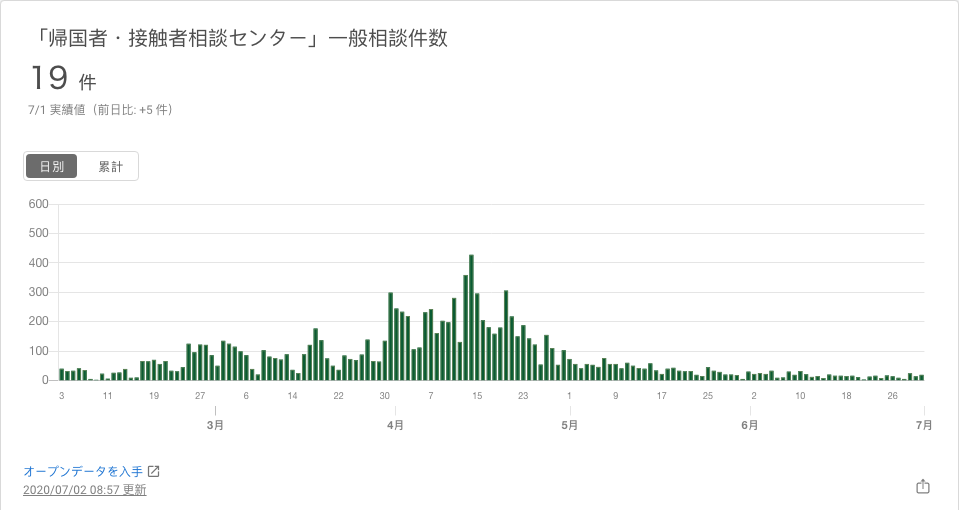 「帰国者・接触者相談センター」一般相談件数
19 件
7/1 実績値（前日比: +5 件）
日別 累計
600
500
400
300
200
100
0
3 11 19 27 6 14 22 30 7 15 23 1 9 17 25 2 10 18 26
3月 4月 5月 6月 7月
オープンデータを入手
2020/07/02 08:57 更新